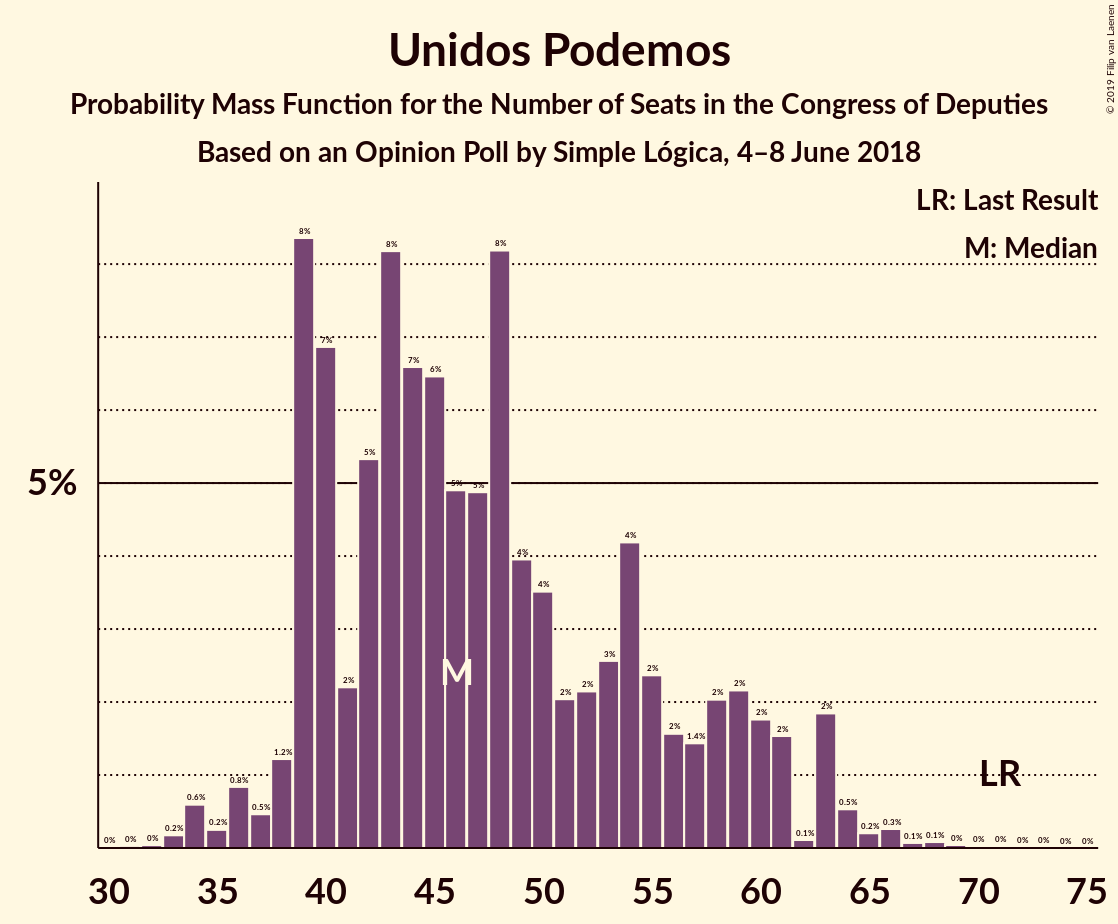 Unidos Podemos
Probability Mass Function for the Number of Seats in the Congress of Deputies
Based on an Opinion Poll by Simple Lógica, 4–8 June 2018
© 2019 Filip van Laenen
LR: Last Result
M: Median
5%
0% 0% 0% 0.2% 0.6% 0.2% 0.8% 0.5% 1.2% 8% 7% 2% 5% 8% 7% 6% 5% 5% 8% 4% 4% 2% 2% 3% 4% 2% 2% 1.4% 2% 2% 2% 2% 0.1% 2% 0.5% 0.2% 0.3% 0.1% 0.1% 0% 0% 0% 0% 0% 0% 0%
M
LR
30 35 40 45 50 55 60 65 70 75